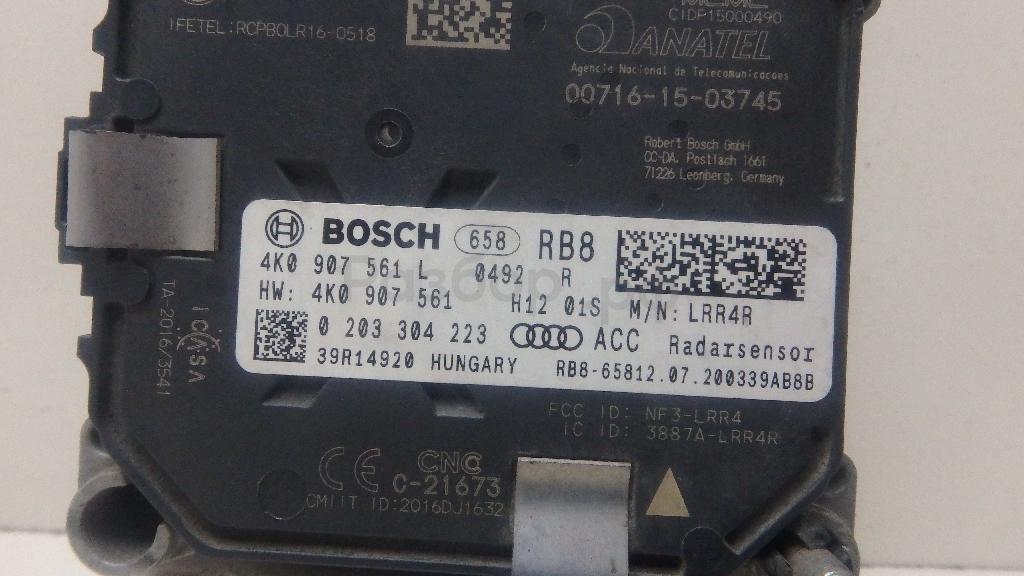 IFETEL:RCPBOLR16-0518
CIDP15000490
ANATEL
Agencia Nacional de Telecomunicacoes
00716-15-03745
Robert Bosch GmbH
CC-DA, Postfach 1661
71226 Leonberg, Germany
BOSCH 658 RB8
4K0 907 561 L 0492 R
HW: 4K0 907 561 H12 01S M/N: LRR4R
0 203 304 223 ACC Radarsensor
39R14920 HUNGARY RB8-65812.07.200339AB8B
TA-2016/3541
ICASA
FCC ID: NF3-LRR4
IC ID: 3887A-LRR4R
CE CNC
C-21673
CMIIT ID:2016DJ1632